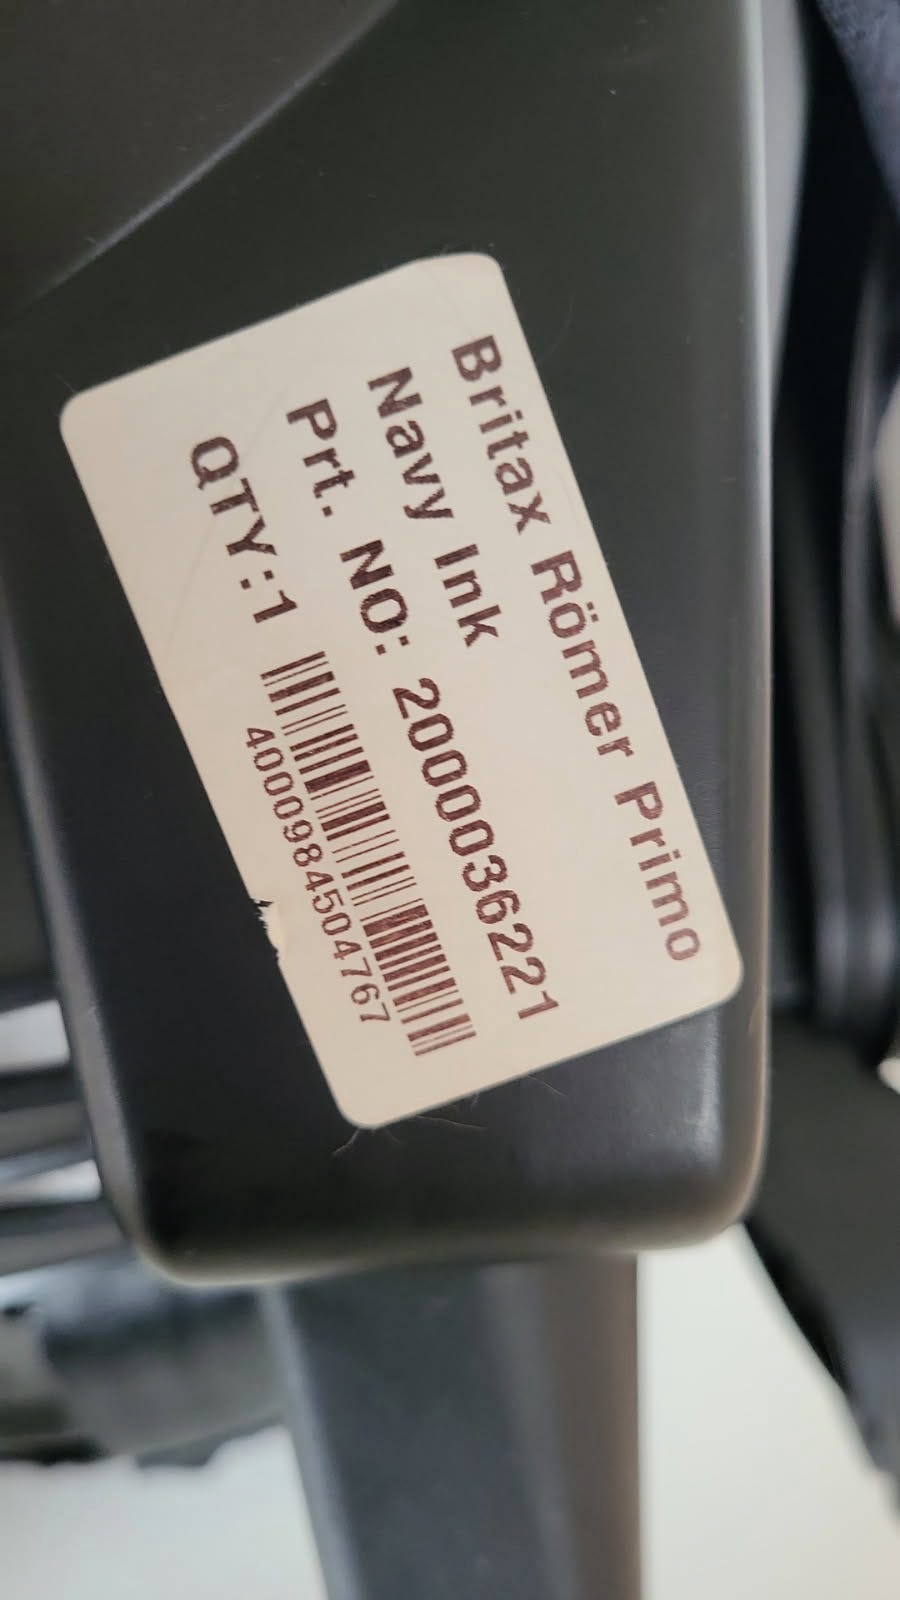 Britax Römer Primo
Navy Ink
Prt. NO: 2000036221
QTY:1
4000984504767